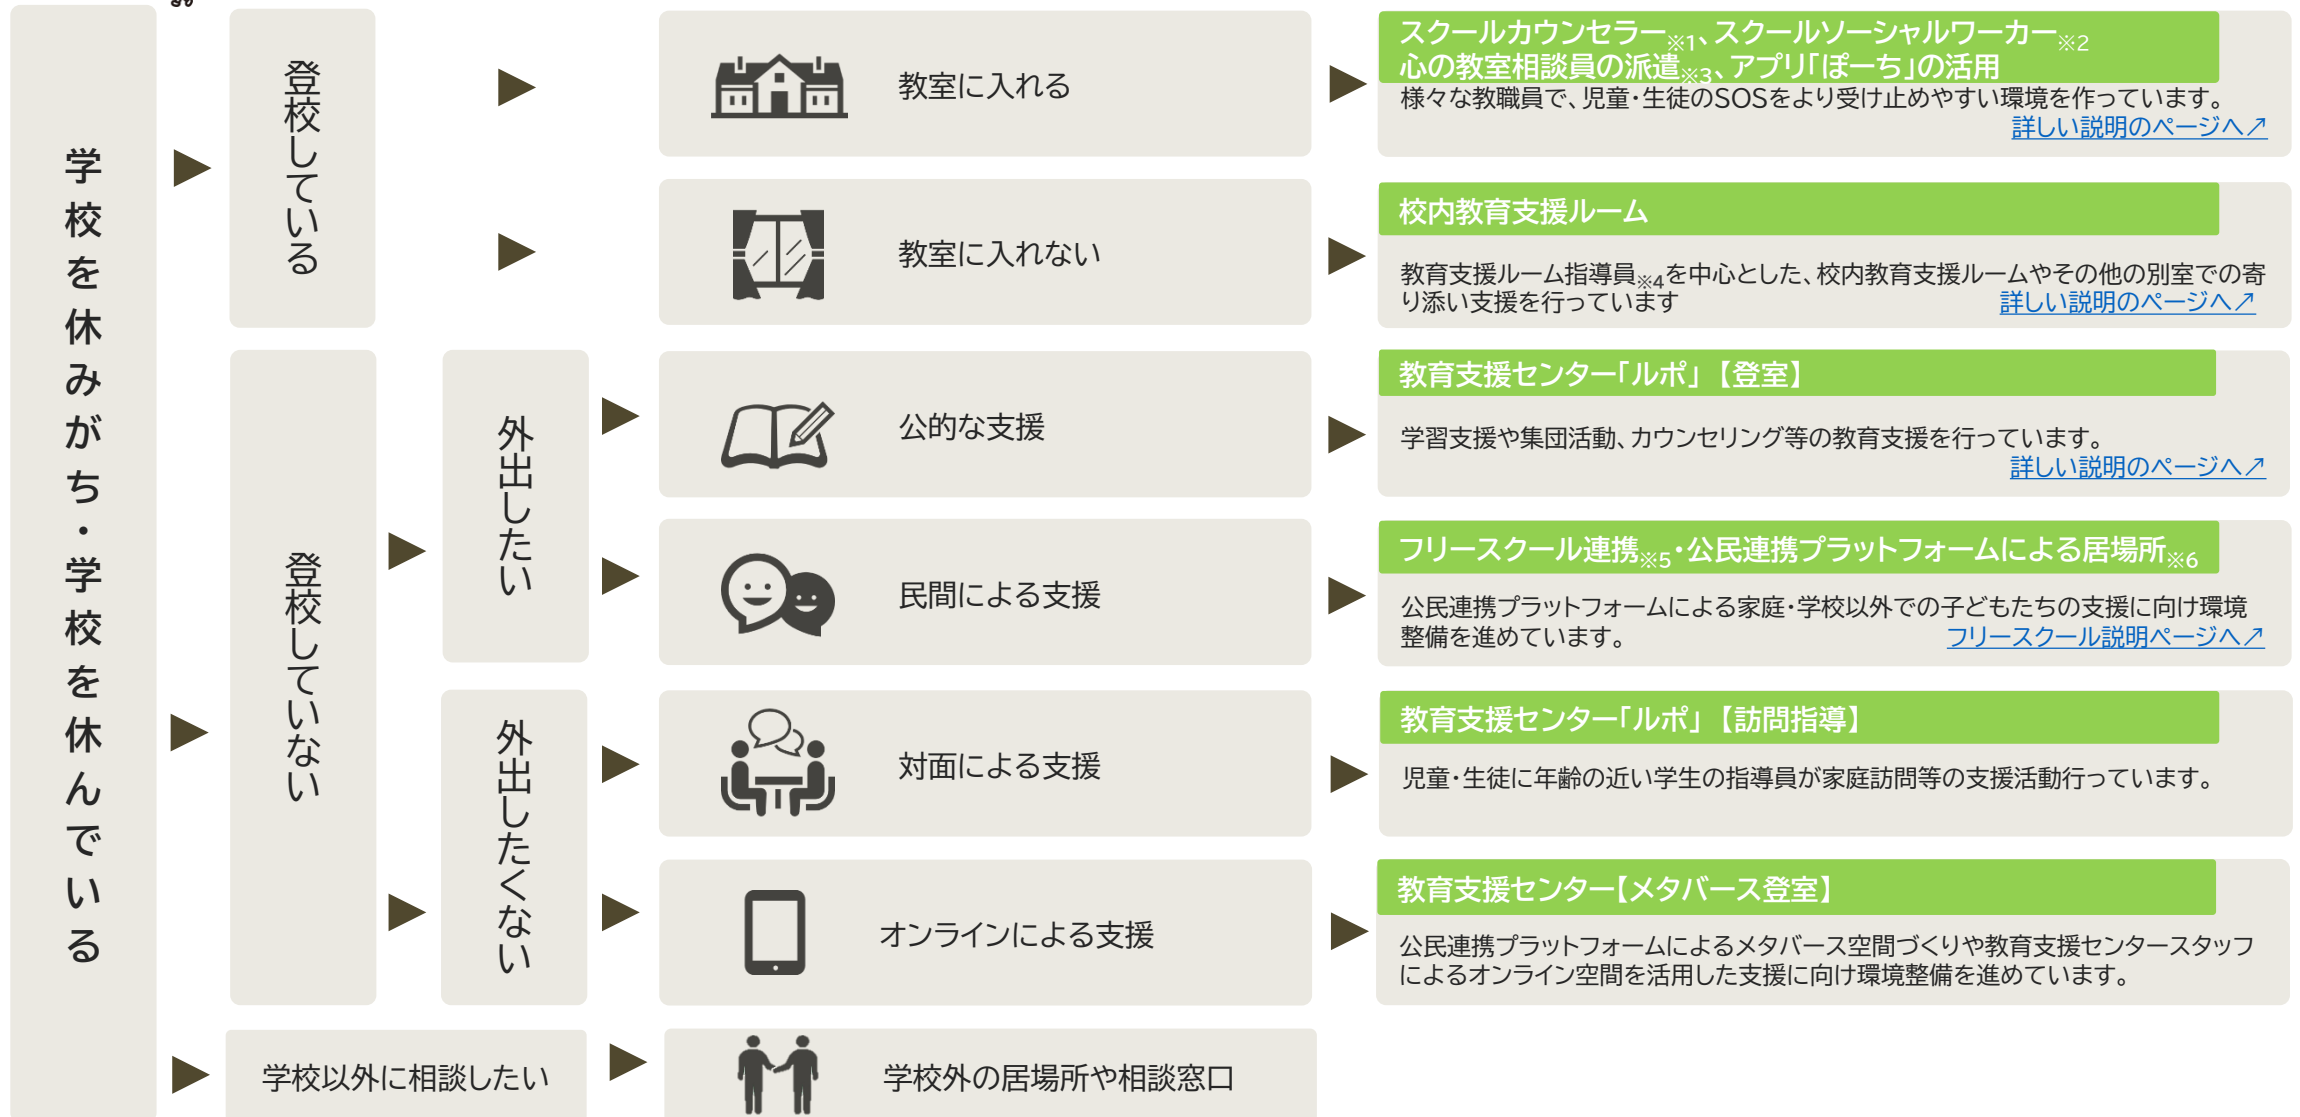 学校を休みがち・学校を休んでいる
登校している
教室に入れる
スクールカウンセラー※1、スクールソーシャルワーカー※2
心の教室相談員の派遣※3、アプリ「ぽーち」の活用
様々な教職員で、児童・生徒のSOSをより受け止めやすい環境を作っています。
詳しい説明のページへ↗
教室に入れない
校内教育支援ルーム
教育支援ルーム指導員※4を中心とした、校内教育支援ルームやその他の別室での寄
り添い支援を行っています 詳しい説明のページへ↗
登校していない
外出したい
公的な支援
教育支援センター「ルポ」【登室】
学習支援や集団活動、カウンセリング等の教育支援を行っています。
詳しい説明のページへ↗
民間による支援
フリースクール連携※5・公民連携プラットフォームによる居場所※6
公民連携プラットフォームによる家庭・学校以外での子どもたちの支援に向け環境
整備を進めています。 フリースクール説明ページへ↗
外出したくない
対面による支援
教育支援センター「ルポ」【訪問指導】
児童・生徒に年齢の近い学生の指導員が家庭訪問等の支援活動行っています。
オンラインによる支援
教育支援センター【メタバース登室】
公民連携プラットフォームによるメタバース空間づくりや教育支援センタースタッフ
によるオンライン空間を活用した支援に向け環境整備を進めています。
学校以外に相談したい
学校外の居場所や相談窓口